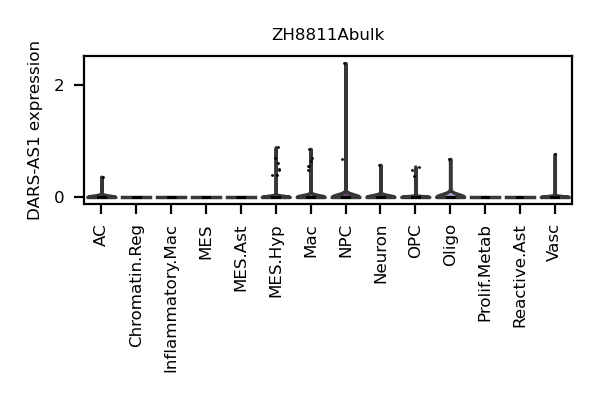 ZH8811Abulk
DARS-AS1 expression
2
0
AC
Chromatin.Reg
Inflammatory.Mac
MES
MES.Ast
MES.Hyp
Mac
NPC
Neuron
OPC
Oligo
Prolif.Metab
Reactive.Ast
Vasc